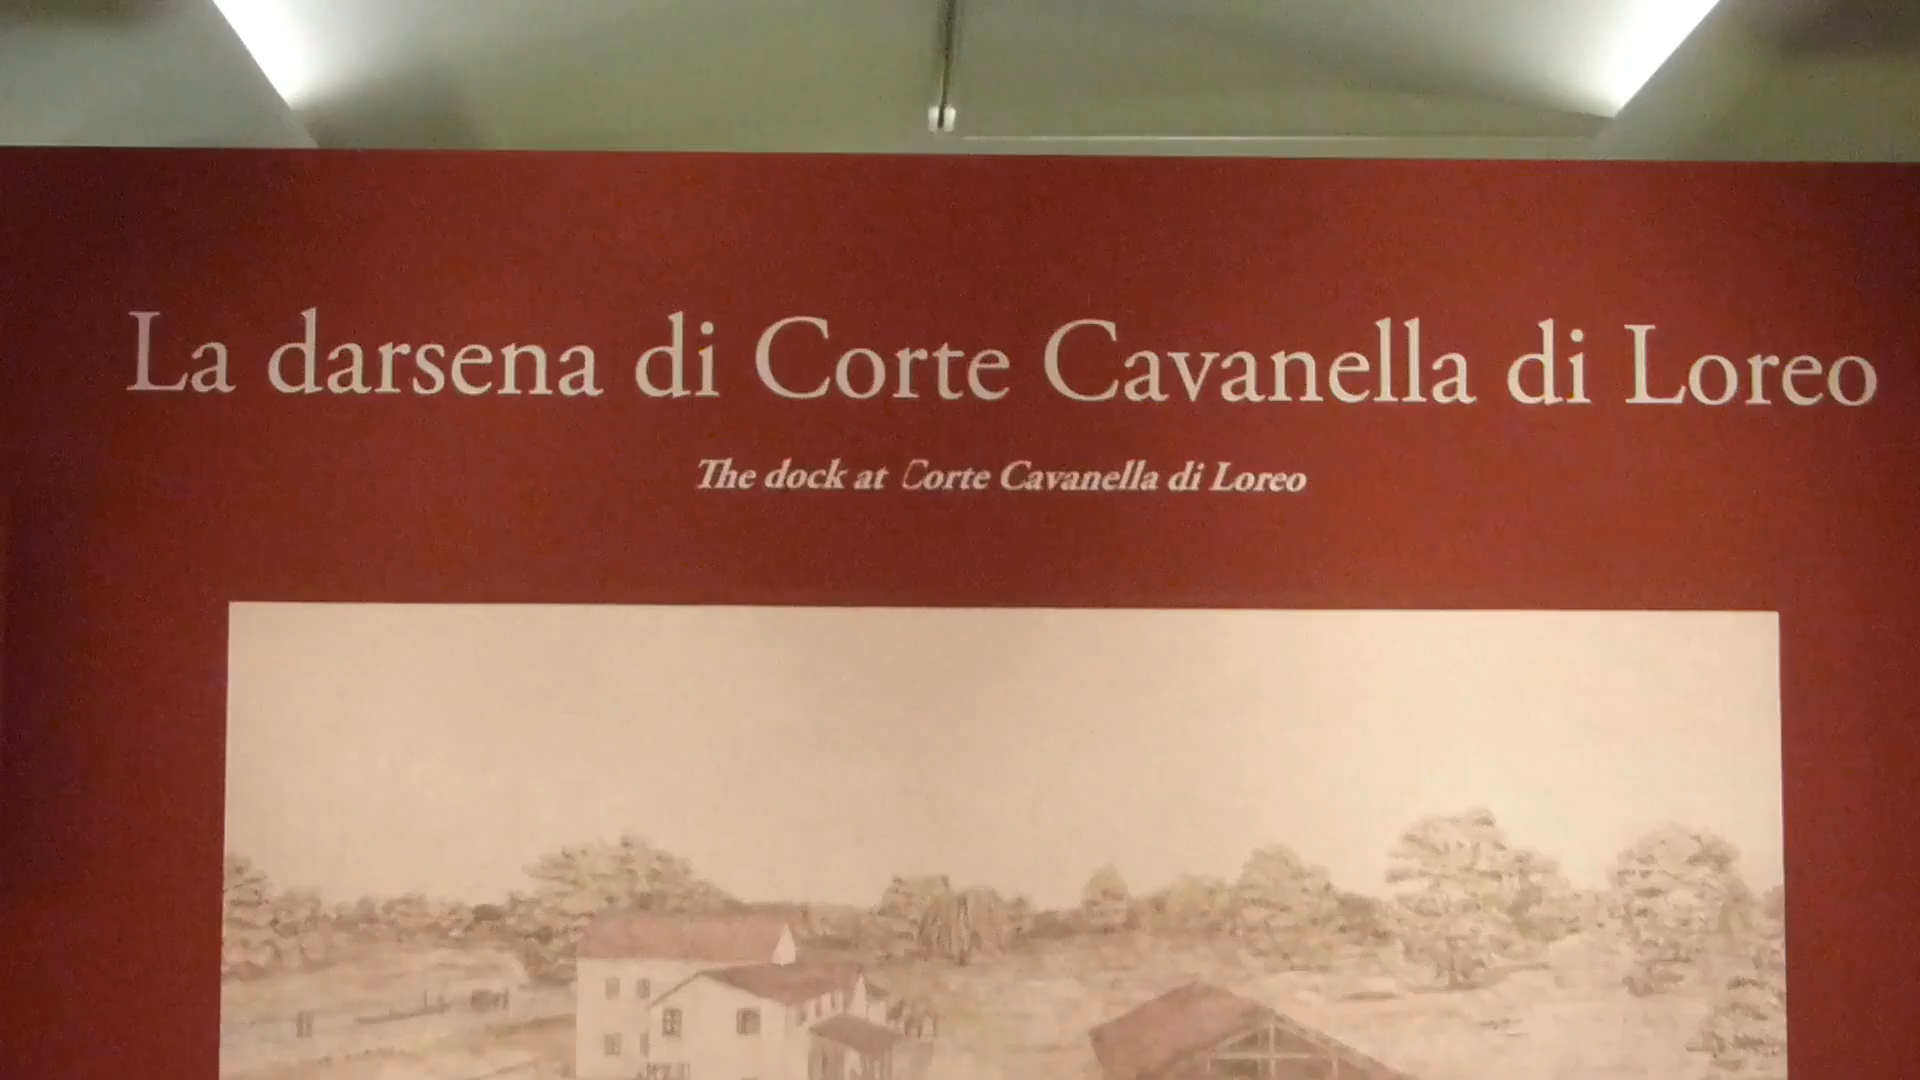 La darsena di Corte Cavanella di Loreo
The dock at Corte Cavanella di Loreo